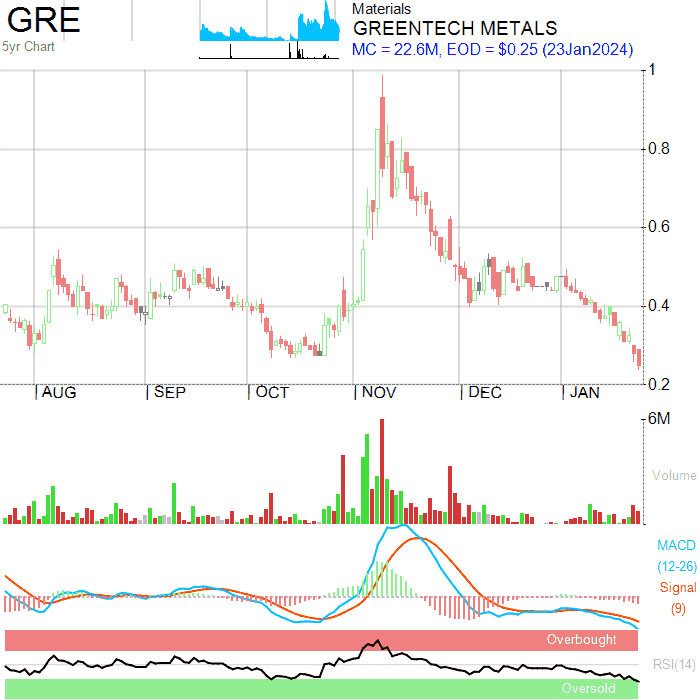 GRE
5yr Chart
Materials
GREENTECH METALS
MC = 22.6M, EOD = $0.25 (23Jan2024)
1
0.8
0.6
0.4
0.2
AUG SEP OCT NOV DEC JAN
6M
Volume
MACD
(12-26)
Signal
(9)
Overbought
RSI(14)
Oversold